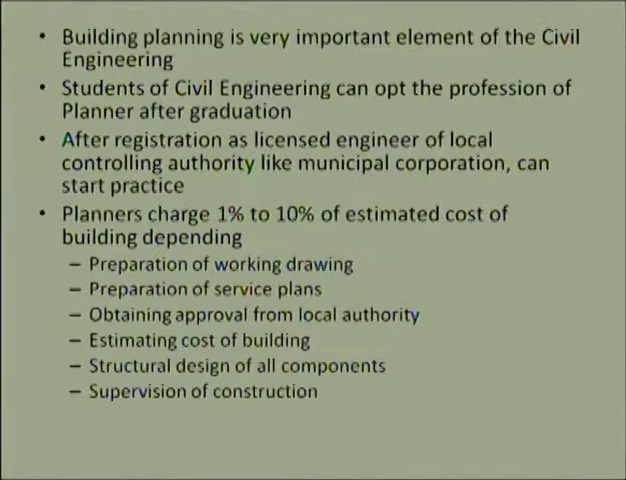 • Building planning is very important element of the Civil
Engineering
• Students of Civil Engineering can opt the profession of
Planner after graduation
• After registration as licensed engineer of local
controlling authority like municipal corporation, can
start practice
• Planners charge 1% to 10% of estimated cost of
building depending
– Preparation of working drawing
– Preparation of service plans
– Obtaining approval from local authority
– Estimating cost of building
– Structural design of all components
– Supervision of construction